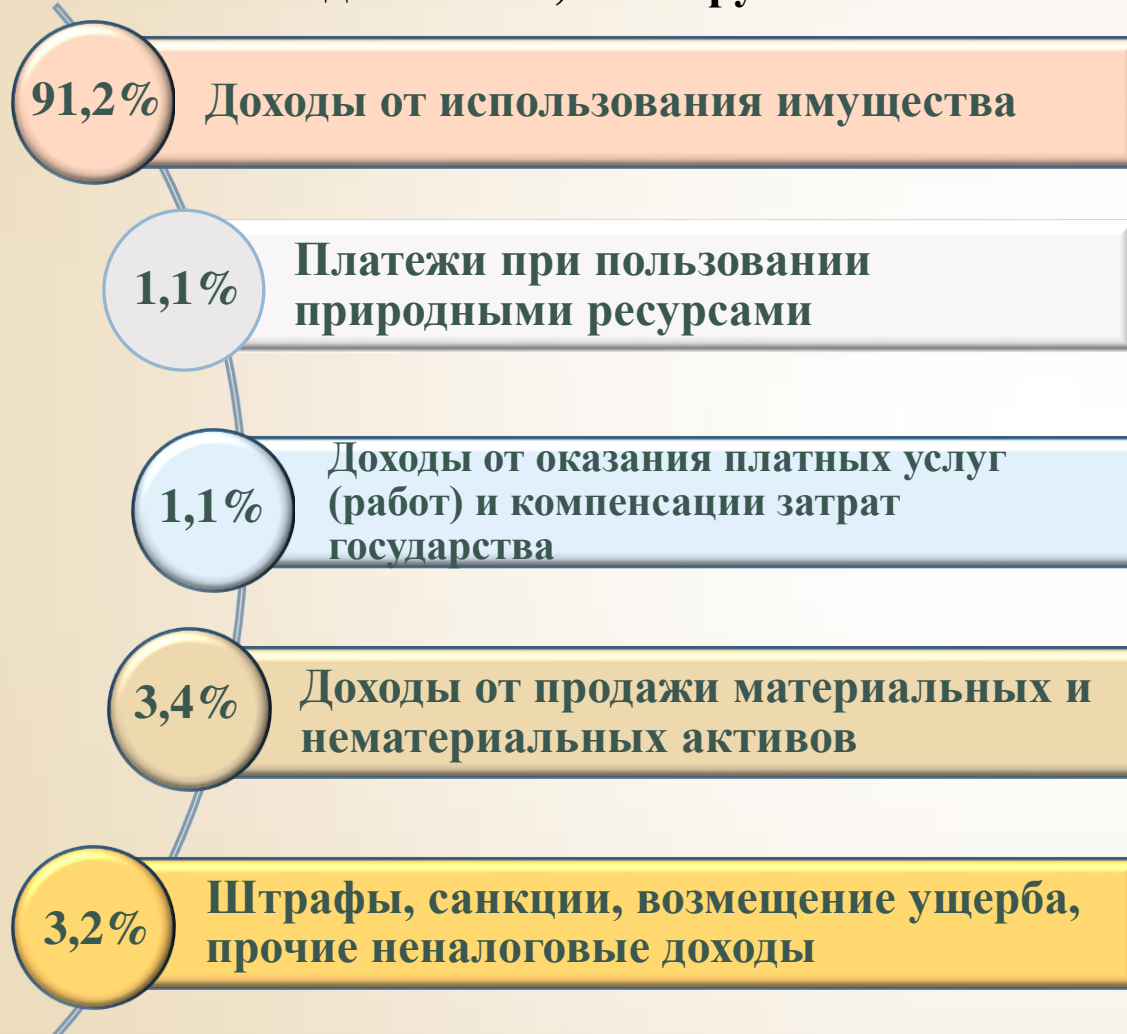 91,2%
Доходы от использования имущества
1,1%
Платежи при пользовании
природными ресурсами
1,1%
Доходы от оказания платных услуг
(работ) и компенсации затрат
государства
3,4%
Доходы от продажи материальных и
нематериальных активов
3,2%
Штрафы, санкции, возмещение ущерба,
прочие неналоговые доходы